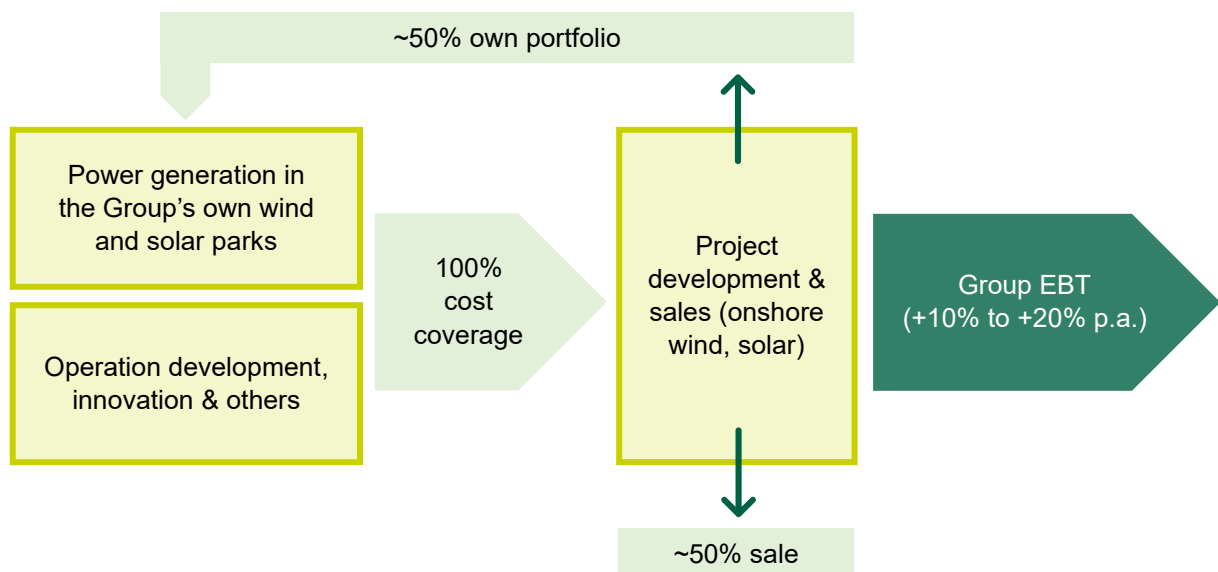 ~50% own portfolio
Power generation in
the Group’s own wind
and solar parks
Operation development,
innovation & others
100%
cost
coverage
Project
development &
sales (onshore
wind, solar)
Group EBT
(+10% to +20% p.a.)
~50% sale